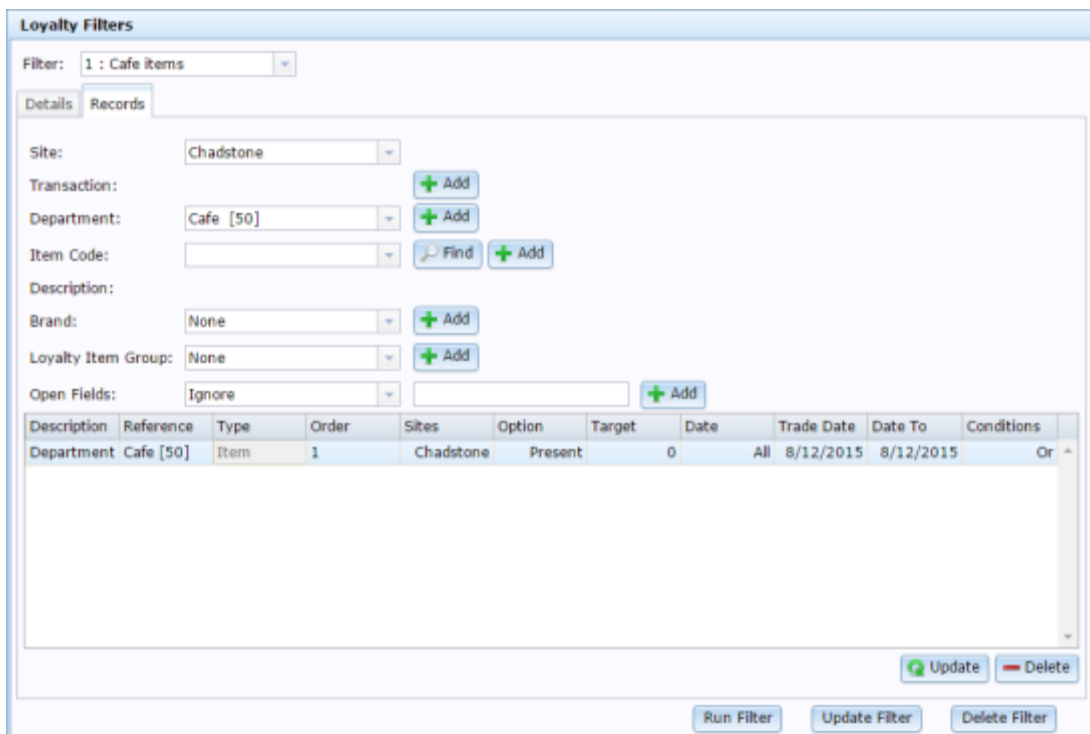 Loyalty Filters
Filter: 1 : Cafe items
Details Records
Site: Chadstone
Transaction: Add
Department: Cafe [50] Add
Item Code: Find Add
Description:
Brand: None Add
Loyalty Item Group: None Add
Open Fields: Ignore Add
Description Reference Type Order Sites Option Target Date Trade Date Date To Conditions
Department Cafe [50] Item 1 Chadstone Present 0 All 8/12/2015 8/12/2015 Or
Update Delete
Run Filter Update Filter Delete Filter